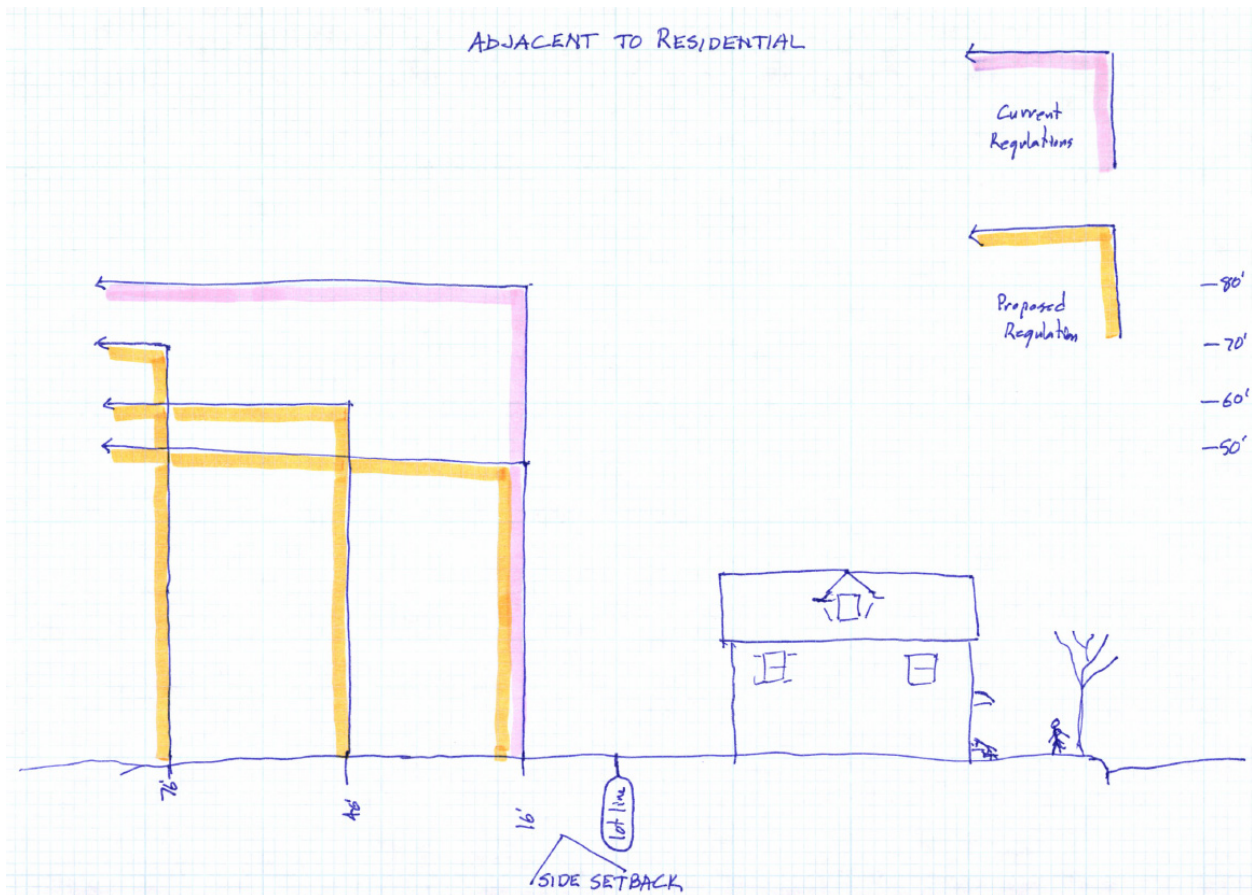 ADJACENT TO RESIDENTIAL
Current
Regulations
Proposed
Regulation
80'
70'
60'
50'
76'
46'
16'
lot line
SIDE SETBACK